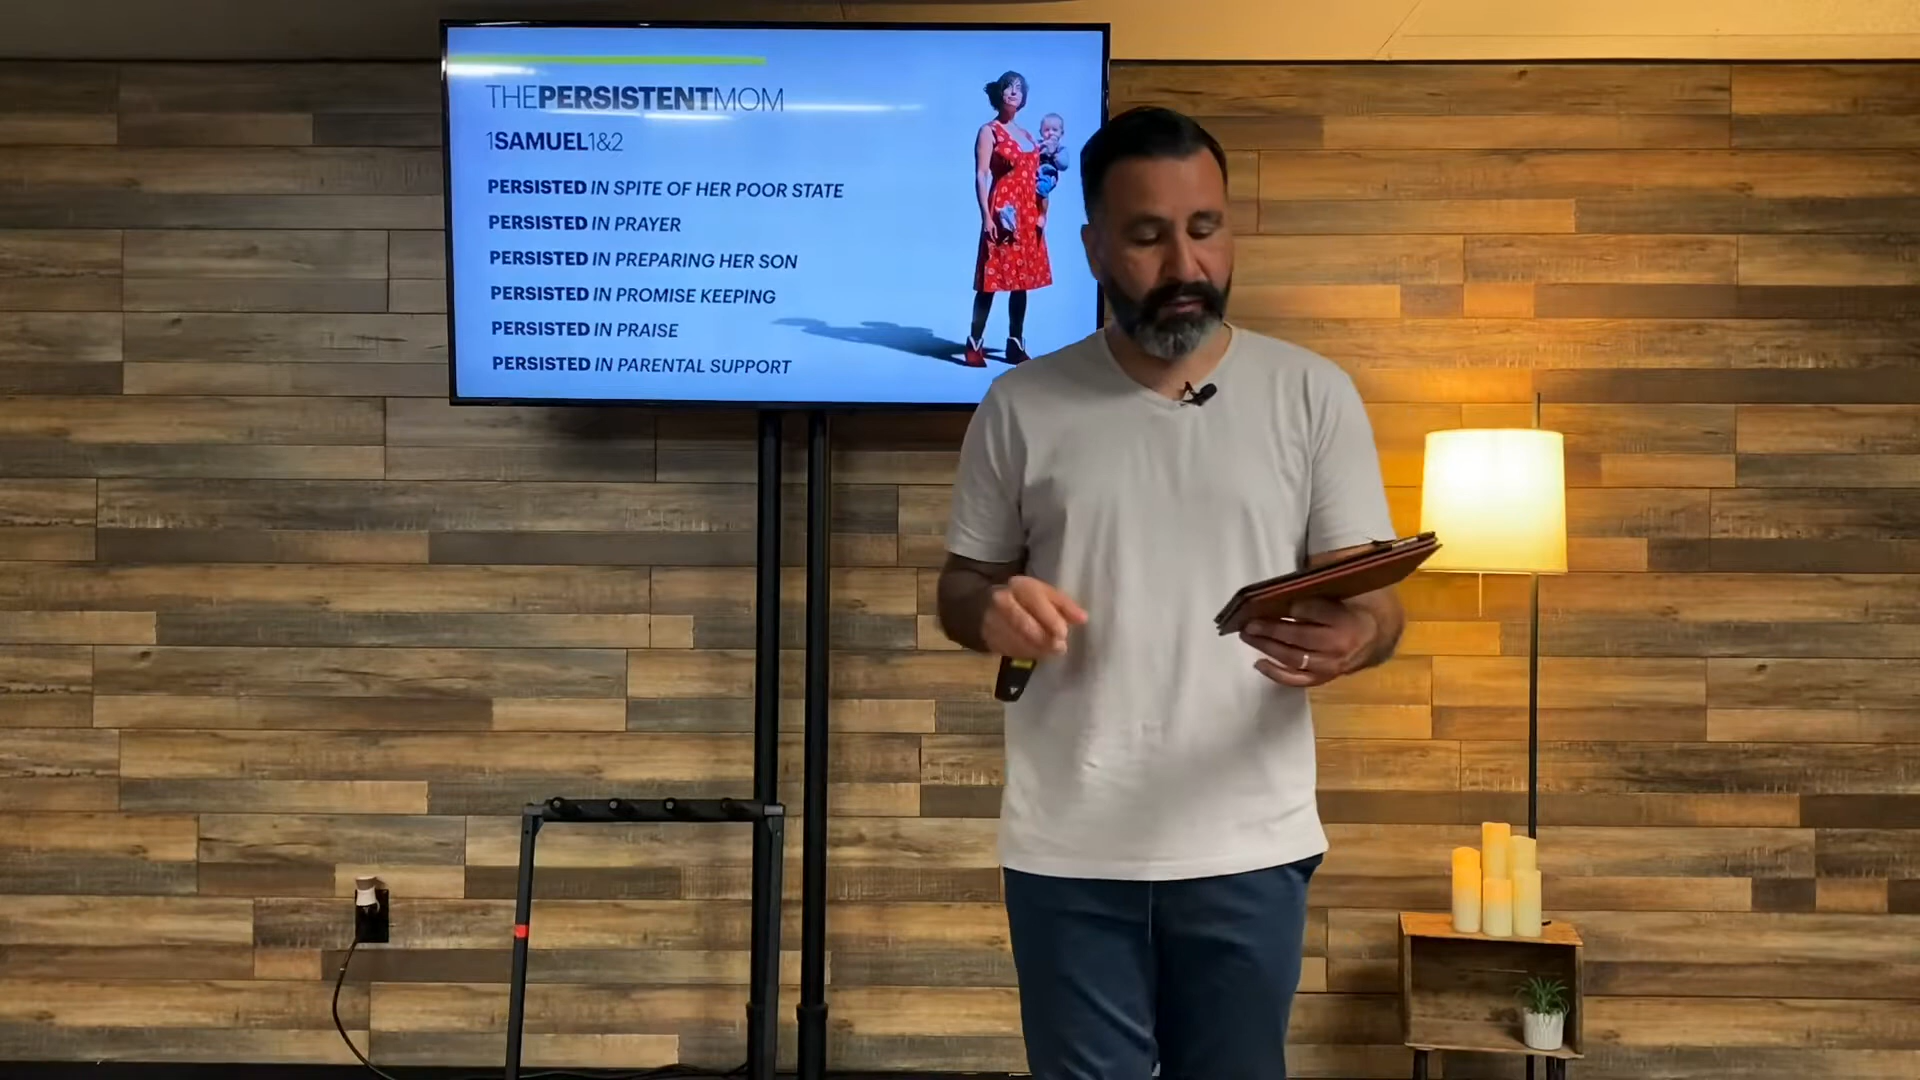 THEPERSISTENTMOM
1SAMUEL1&2
PERSISTED IN SPITE OF HER POOR STATE
PERSISTED IN PRAYER
PERSISTED IN PREPARING HER SON
PERSISTED IN PROMISE KEEPING
PERSISTED IN PRAISE
PERSISTED IN PARENTAL SUPPORT